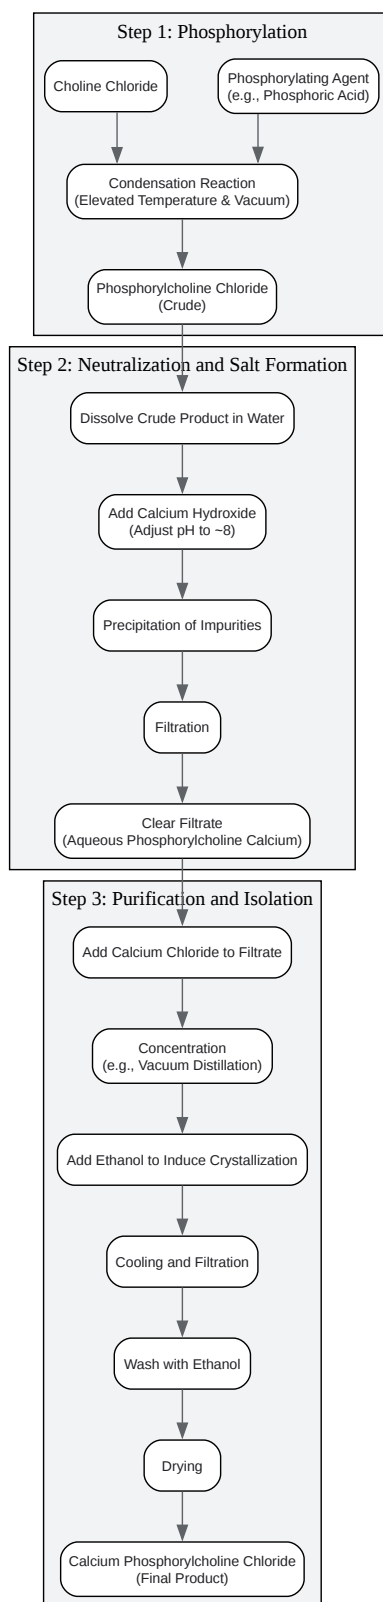 Step 1: Phosphorylation
Choline Chloride
Phosphorylating Agent
(e.g., Phosphoric Acid)
Condensation Reaction
(Elevated Temperature & Vacuum)
Phosphorylcholine Chloride
(Crude)
Step 2: Neutralization and Salt Formation
Dissolve Crude Product in Water
Add Calcium Hydroxide
(Adjust pH to ~8)
Precipitation of Impurities
Filtration
Clear Filtrate
(Aqueous Phosphorylcholine Calcium)
Step 3: Purification and Isolation
Add Calcium Chloride to Filtrate
Concentration
(e.g., Vacuum Distillation)
Add Ethanol to Induce Crystallization
Cooling and Filtration
Wash with Ethanol
Drying
Calcium Phosphorylcholine Chloride
(Final Product)